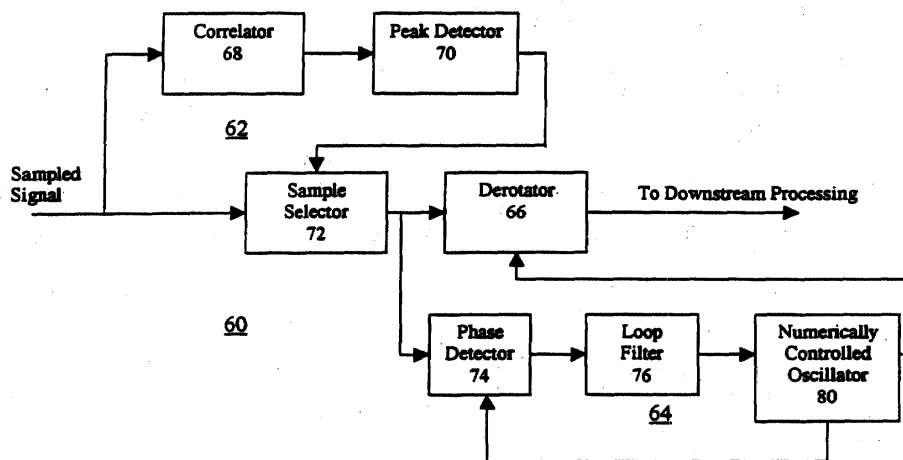 Correlator
68
Peak Detector
70
62
Sampled
Signal
Sample
Selector
72
Derotator
66
To Downstream Processing
60
Phase
Detector
74
Loop
Filter
76
64
Numerically
Controlled
Oscillator
80